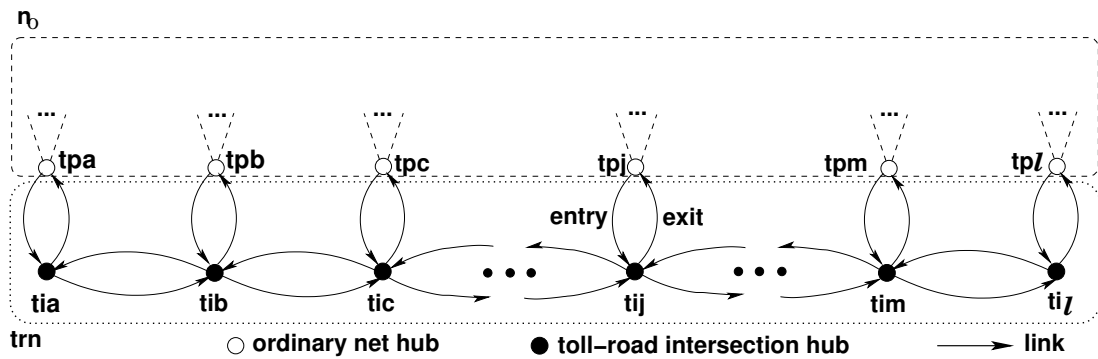 n₀
... ... ... ... ... ...
tpa tpb tpc tpj tpm tpl
entry exit
... ...
tia tib tic tij tim til
trn
ordinary net hub toll−road intersection hub link